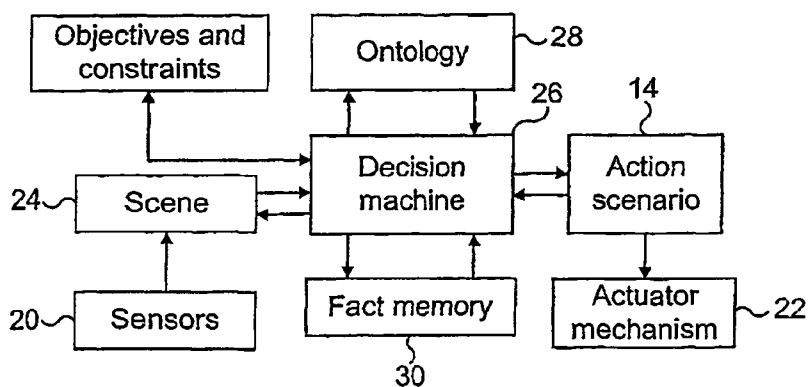 Objectives and
constraints
Ontology
28
26
14
Decision
machine
Action
scenario
24
Scene
20
Sensors
Fact memory
30
Actuator
mechanism
22